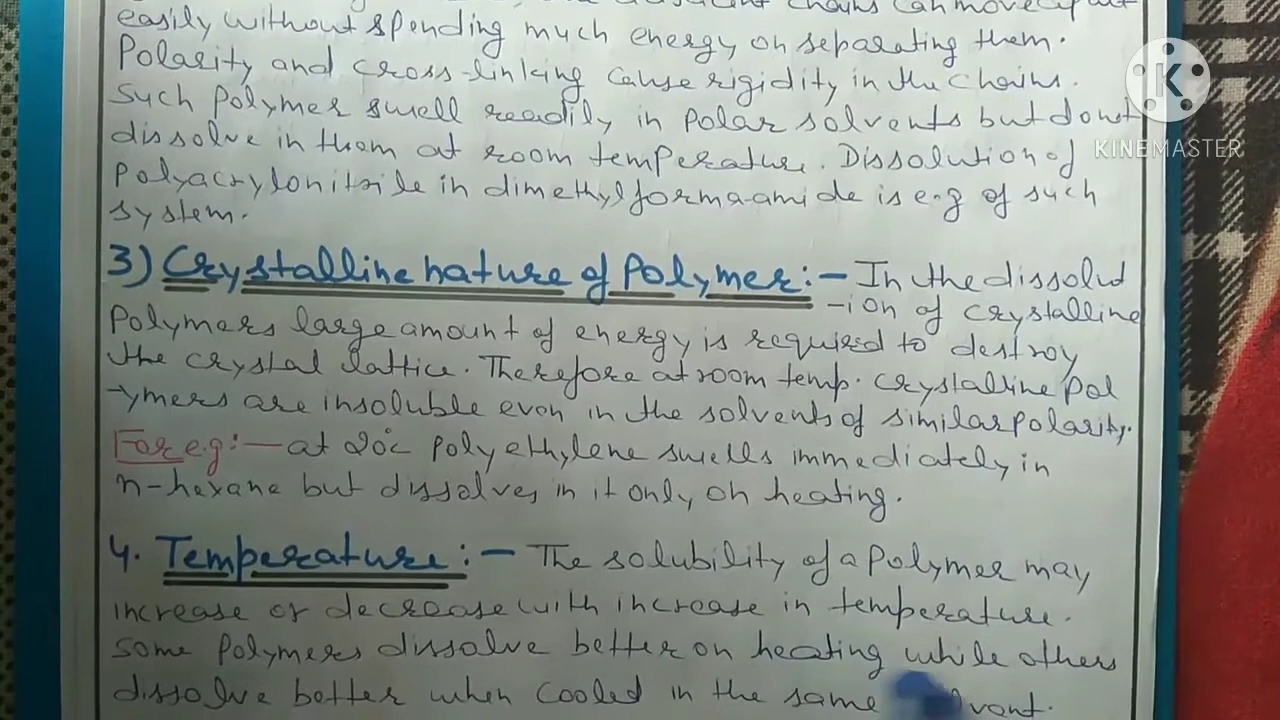 easily without spending much energy on separating them.
Polarity and cross-linking cause rigidity in the chains.
Such polymer swell readily in polar solvents but do not
dissolve in them at room temperature. Dissolution of
polyacrylonitrile in dimethylforma-amide is e.g of such
system.
3) Crystalline nature of Polymer:- In the dissolut
-ion of crystalline
polymers large amount of energy is required to destroy
the crystal lattice. Therefore at room temp. crystalline pol
-ymers are insoluble even in the solvents of similar polarity.
For e.g:- at 20°c polyethylene swells immediately in
n-hexane but dissolves in it only on heating.
4. Temperature:- The solubility of a polymer may
increase or decrease with increase in temperature.
Some polymers dissolve better on heating while others
dissolve better when cooled in the same
K
KINEMASTER